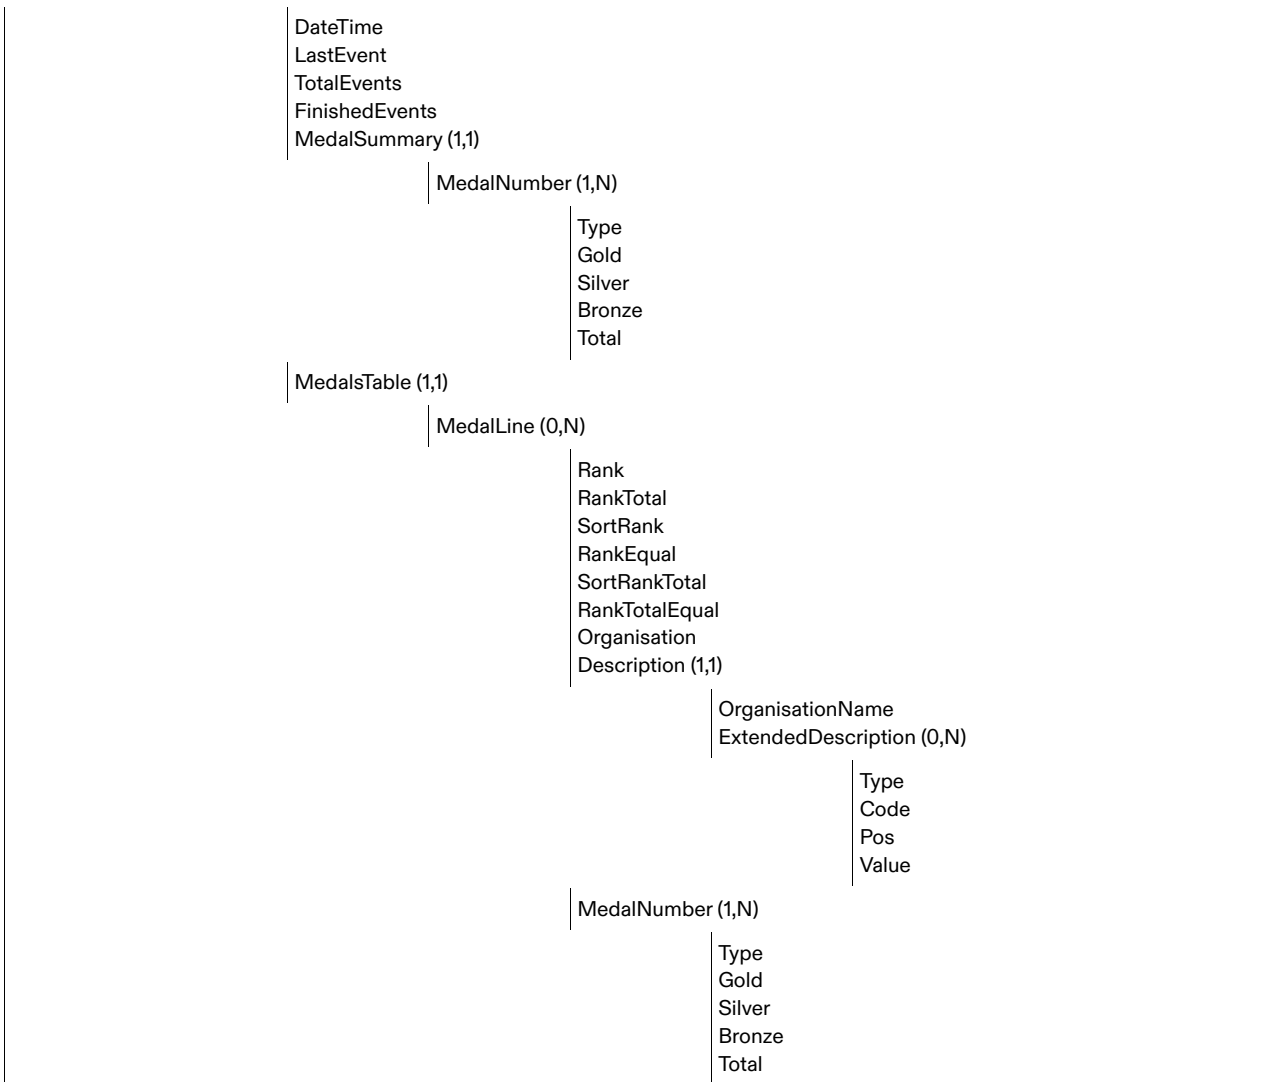 DateTime
LastEvent
TotalEvents
FinishedEvents
MedalSummary (1,1)
MedalNumber (1,N)
Type
Gold
Silver
Bronze
Total
MedalsTable (1,1)
MedalLine (0,N)
Rank
RankTotal
SortRank
RankEqual
SortRankTotal
RankTotalEqual
Organisation
Description (1,1)
OrganisationName
ExtendedDescription (0,N)
Type
Code
Pos
Value
MedalNumber (1,N)
Type
Gold
Silver
Bronze
Total